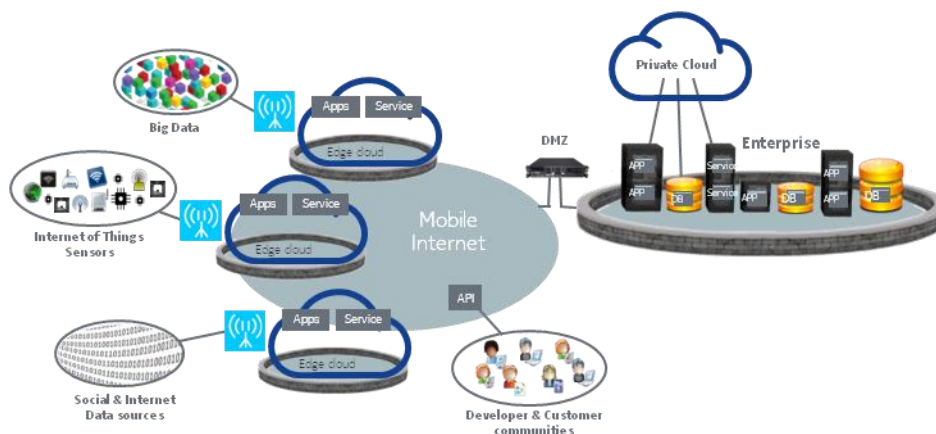 Private Cloud
Apps
Service
Big Data
Edge cloud
DMZ
Enterprise
APP
Service
APP
APP
DB
Service
APP
DB
APP
DB
Apps
Service
Mobile
Internet
Internet of Things
Sensors
Edge cloud
API
Apps
Service
Edge cloud
Social & Internet
Data sources
Developer & Customer
communities